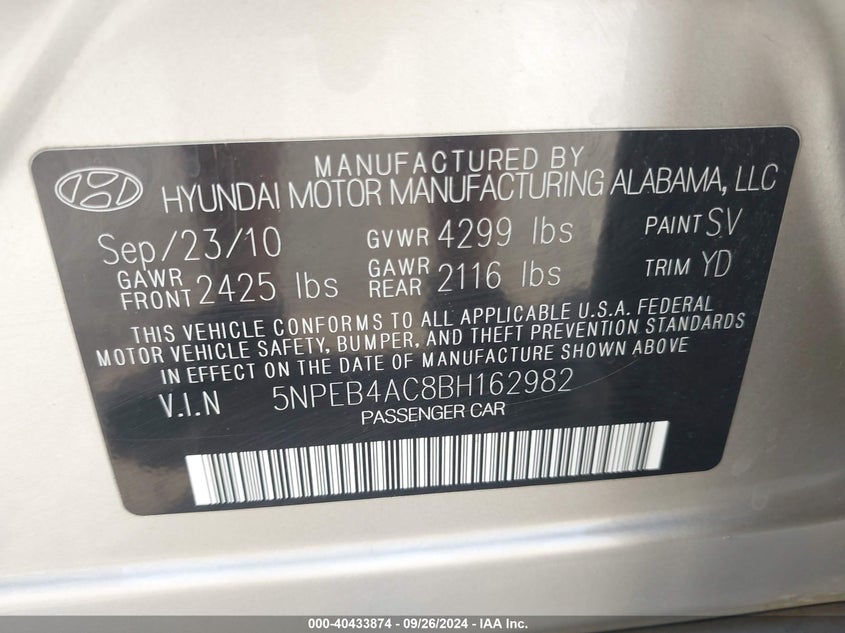 MANUFACTURED BY
HYUNDAI MOTOR MANUFACTURING ALABAMA, LLC
Sep/23/10 GVWR 4299 lbs PAINT SV
GAWR FRONT 2425 lbs GAWR REAR 2116 lbs TRIM YD
THIS VEHICLE CONFORMS TO ALL APPLICABLE U.S.A. FEDERAL
MOTOR VEHICLE SAFETY, BUMPER, AND THEFT PREVENTION STANDARDS
IN EFFECT ON THE DATE OF MANUFACTURE SHOWN ABOVE
V.I.N 5NPEB4AC8BH162982
PASSENGER CAR
000-40433874 - 09/26/2024 - IAA Inc.